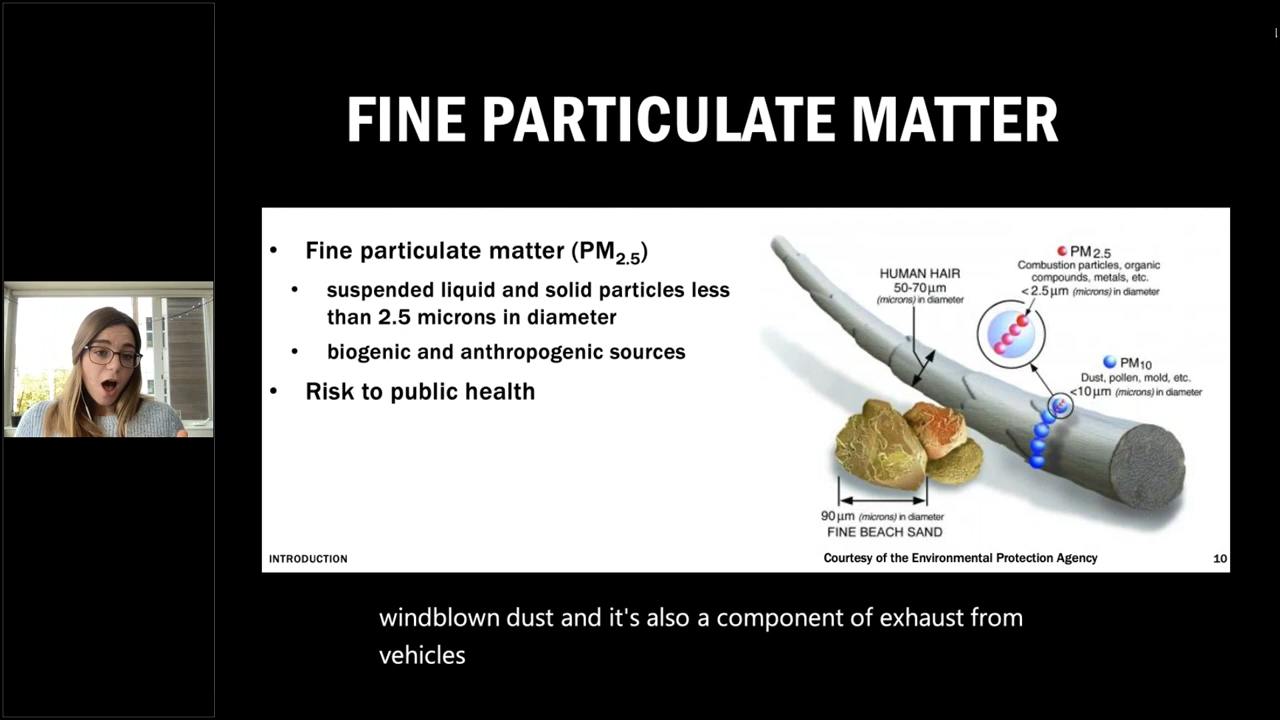 FINE PARTICULATE MATTER
• Fine particulate matter (PM2.5)
• suspended liquid and solid particles less
than 2.5 microns in diameter
• biogenic and anthropogenic sources
• Risk to public health
HUMAN HAIR
50-70µm
(microns) in diameter
PM2.5
Combustion particles, organic
compounds, metals, etc.
<2.5µm (microns) in diameter
PM10
Dust, pollen, mold, etc.
<10µm (microns) in diameter
90µm (microns) in diameter
FINE BEACH SAND
INTRODUCTION
Courtesy of the Environmental Protection Agency
10
windblown dust and it's also a component of exhaust from
vehicles